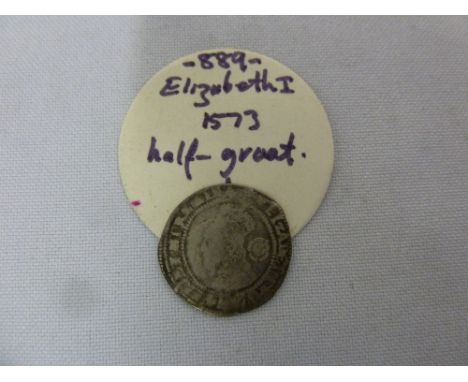 -889-
Elizabeth I
1573
half-groat.